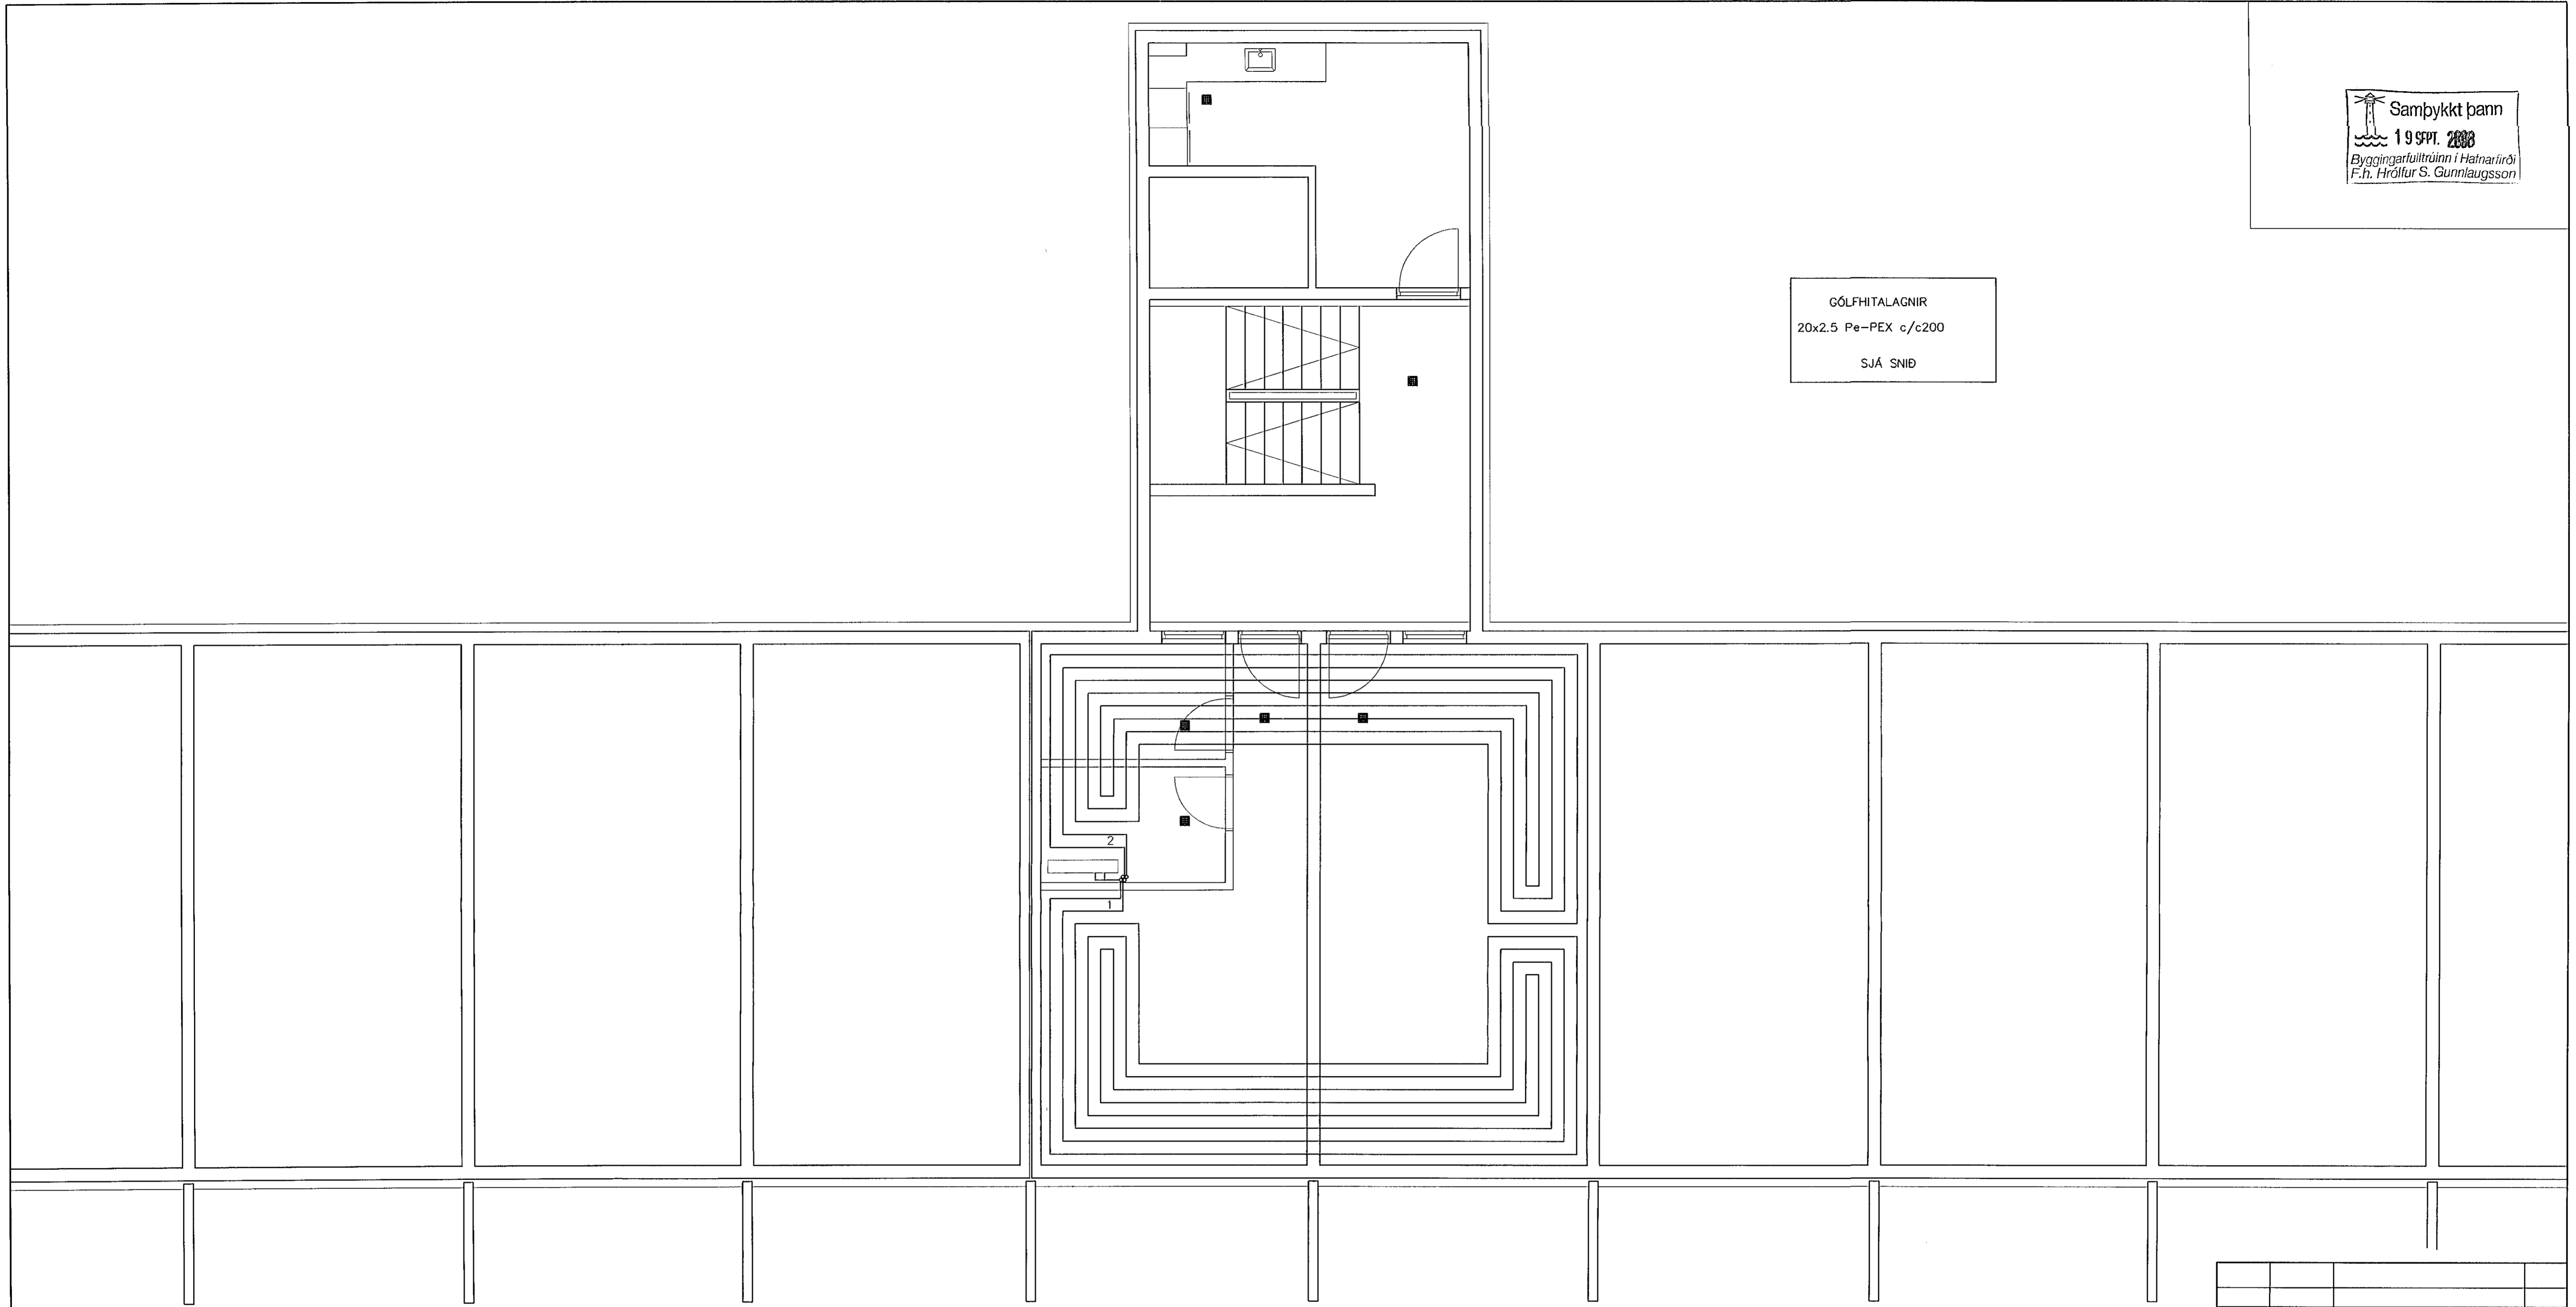 Samþykkt þann
19 SEPT.
Byggingarfulltrúinn í Hafnarfirði
F.h. Hrólfur S. Gunnlaugsson
GÓLFHITALAGNIR
20x2.5 Pe-PEX c/c200
SJÁ SNIÐ
2
1